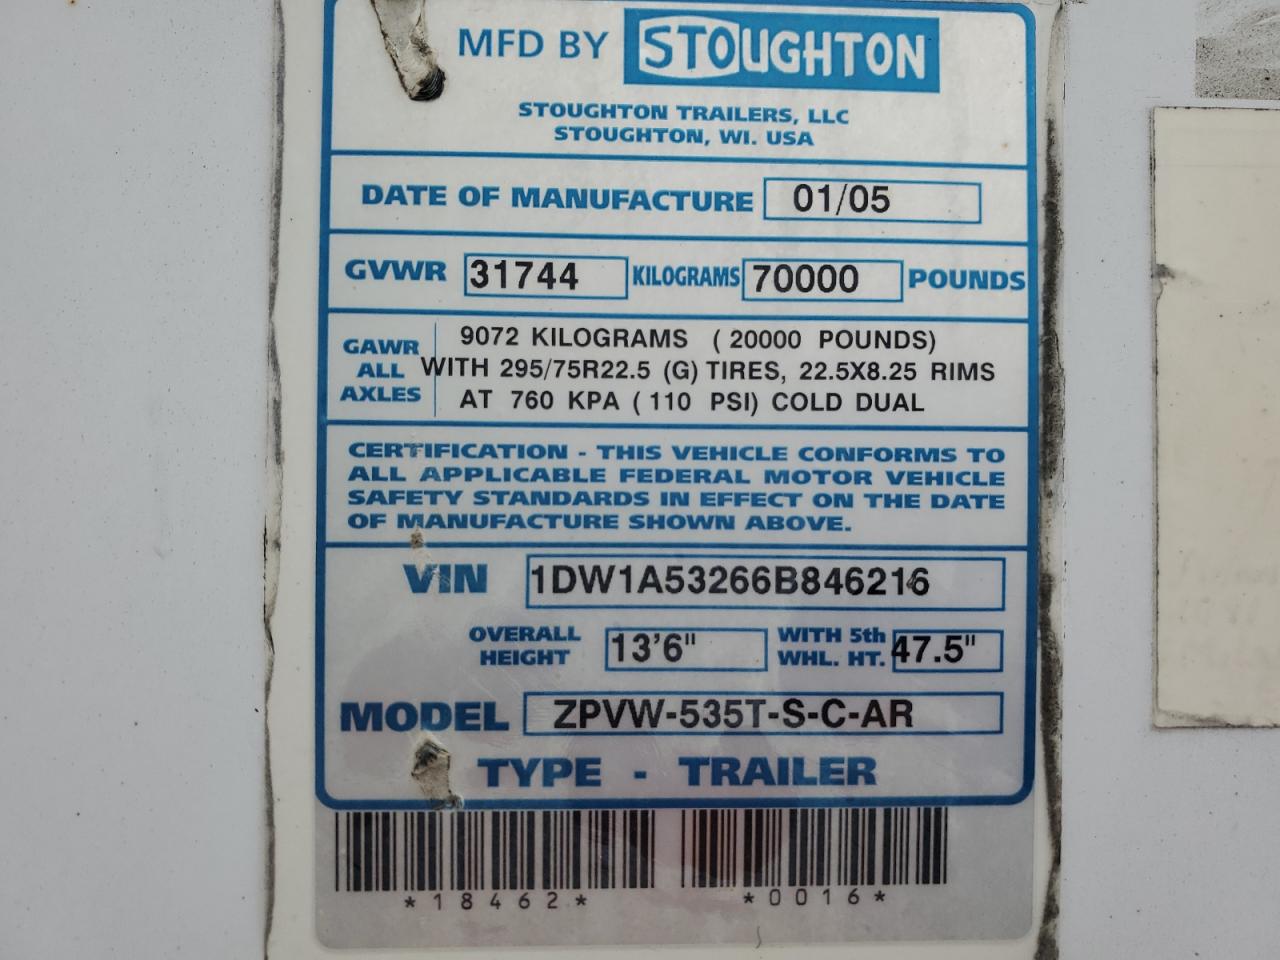 MFD BY STOUGHTON
STOUGHTON TRAILERS, LLC
STOUGHTON, WI. USA
DATE OF MANUFACTURE 01/05
GVWR 31744 KILOGRAMS 70000 POUNDS
GAWR ALL AXLES
9072 KILOGRAMS ( 20000 POUNDS)
WITH 295/75R22.5 (G) TIRES, 22.5X8.25 RIMS
AT 760 KPA ( 110 PSI) COLD DUAL
CERTIFICATION - THIS VEHICLE CONFORMS TO
ALL APPLICABLE FEDERAL MOTOR VEHICLE
SAFETY STANDARDS IN EFFECT ON THE DATE
OF MANUFACTURE SHOWN ABOVE.
VIN 1DW1A53266B846216
OVERALL HEIGHT 13'6" WITH 5th WHL. HT. 47.5"
MODEL ZPVW-535T-S-C-AR
TYPE - TRAILER
*18462* *0016*